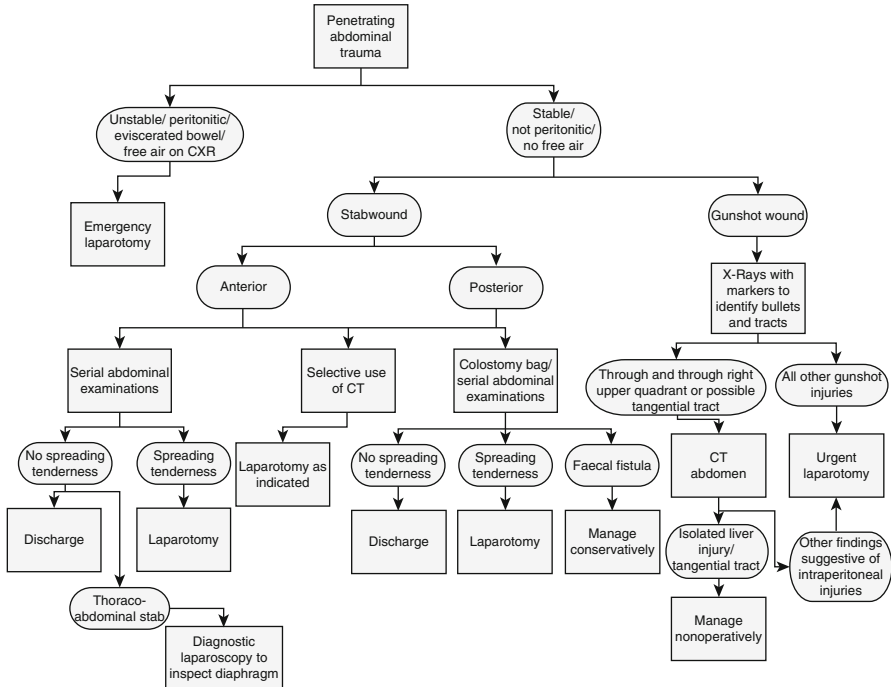 Penetrating
abdominal
trauma
Unstable/ peritonitic/
eviscerated bowel/
free air on CXR
Stable/
not peritonitic/
no free air
Emergency
laparotomy
Stabwound
Gunshot wound
Anterior
Posterior
X-Rays with
markers to
identify bullets
and tracts
Serial abdominal
examinations
Selective use
of CT
Colostomy bag/
serial abdominal
examinations
Through and through right
upper quadrant or possible
tangential tract
All other gunshot
injuries
No spreading
tenderness
Spreading
tenderness
Laparotomy as
indicated
No spreading
tenderness
Spreading
tenderness
Faecal fistula
CT
abdomen
Urgent
laparotomy
Discharge
Laparotomy
Discharge
Laparotomy
Manage
conservatively
Isolated liver
injury/
tangential tract
Other findings
suggestive of
intraperitoneal
injuries
Thoraco-
abdominal stab
Diagnostic
laparoscopy to
inspect diaphragm
Manage
nonoperatively